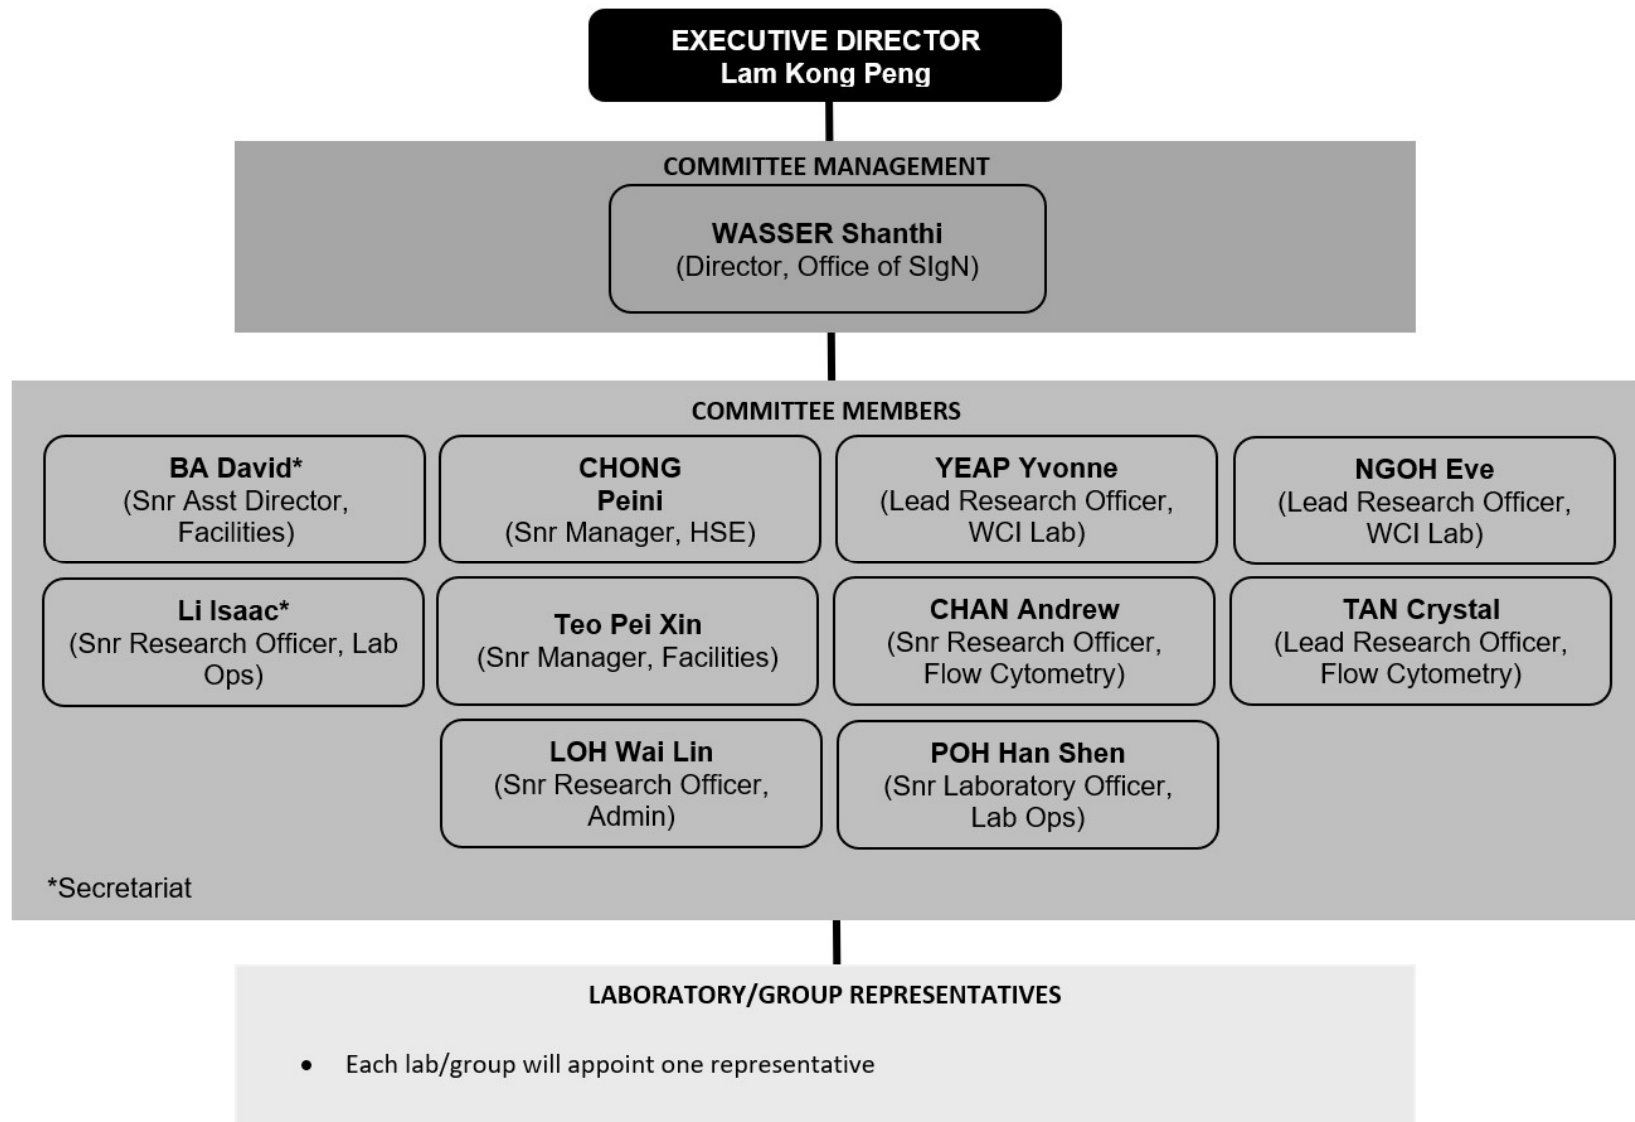 EXECUTIVE DIRECTOR
Lam Kong Peng
COMMITTEE MANAGEMENT
WASSER Shanthi
(Director, Office of SIgN)
COMMITTEE MEMBERS
BA David*
(Snr Asst Director,
Facilities)
CHONG
Peini
(Snr Manager, HSE)
YEAP Yvonne
(Lead Research Officer,
WCI Lab)
NGOH Eve
(Lead Research Officer,
WCI Lab)
Li Isaac*
(Snr Research Officer, Lab
Ops)
Teo Pei Xin
(Snr Manager, Facilities)
CHAN Andrew
(Snr Research Officer,
Flow Cytometry)
TAN Crystal
(Lead Research Officer,
Flow Cytometry)
LOH Wai Lin
(Snr Research Officer,
Admin)
POH Han Shen
(Snr Laboratory Officer,
Lab Ops)
*Secretariat
LABORATORY/GROUP REPRESENTATIVES
• Each lab/group will appoint one representative